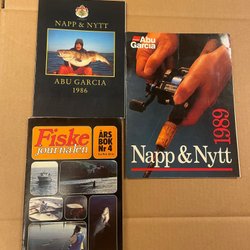 NAPP & NYTT
ABU GARCIA
1986
Abu
Garcia
1989
Napp & Nytt
Fiske
journalen
ÅRS
BOK
Nr 4